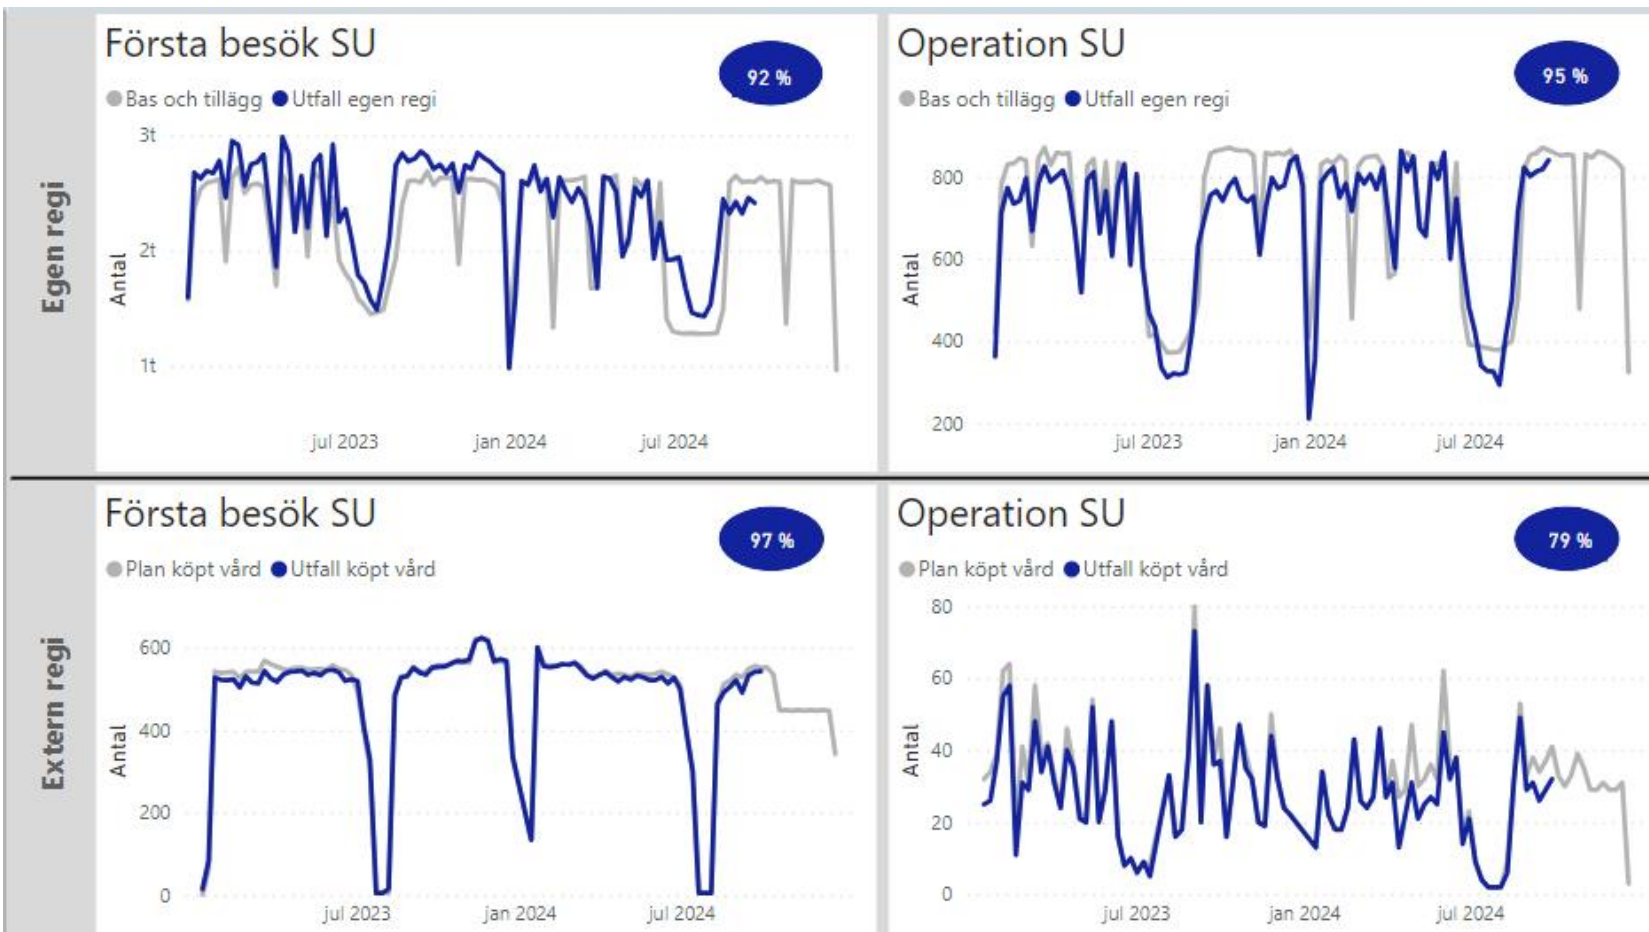 Egen regi
Första besök SU
92 %
Bas och tillägg Utfall egen regi
Antal
3t
2t
1t
jul 2023 jan 2024 jul 2024
Operation SU
95 %
Bas och tillägg Utfall egen regi
Antal
800
600
400
200
jul 2023 jan 2024 jul 2024
Extern regi
Första besök SU
97 %
Plan köpt vård Utfall köpt vård
Antal
600
400
200
0
jul 2023 jan 2024 jul 2024
Operation SU
79 %
Plan köpt vård Utfall köpt vård
Antal
80
60
40
20
0
jul 2023 jan 2024 jul 2024